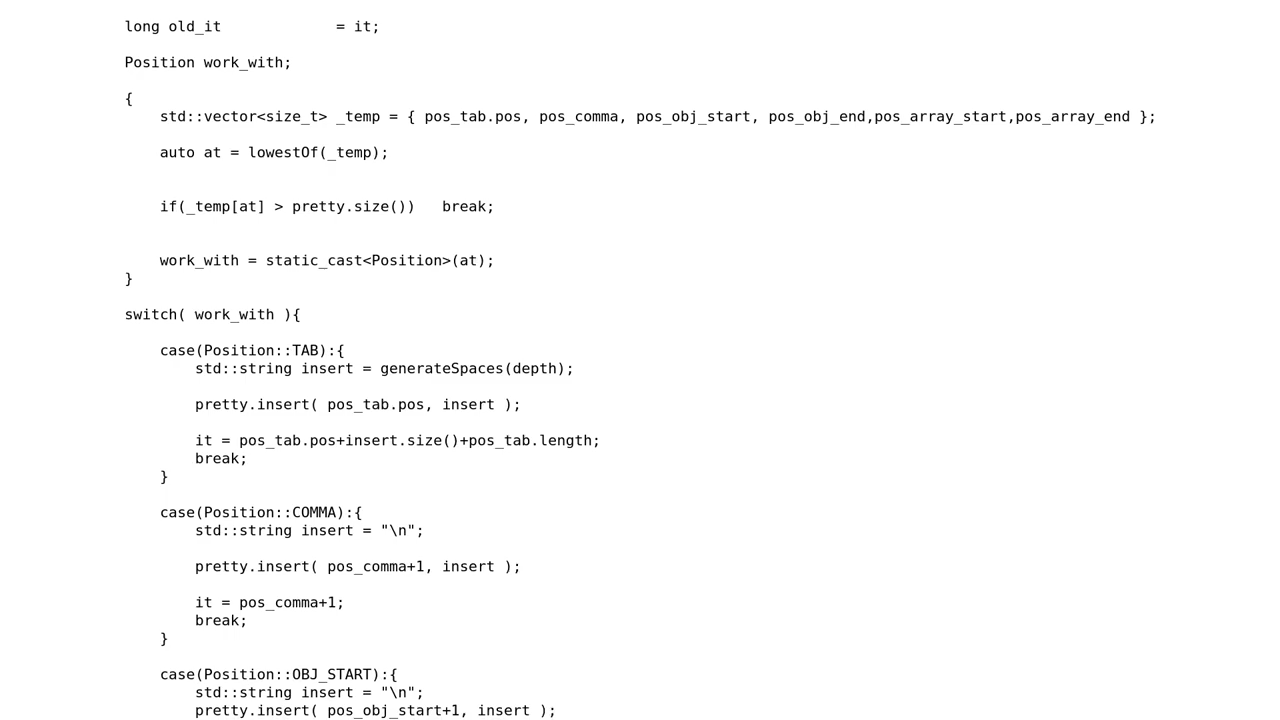 long old_it             = it;
Position work_with;
{
    std::vector<size_t> _temp = { pos_tab.pos, pos_comma, pos_obj_start, pos_obj_end,pos_array_start,pos_array_end };
    auto at = lowestOf(_temp);
    if(_temp[at] > pretty.size())   break;
    work_with = static_cast<Position>(at);
}
switch( work_with ){
    case(Position::TAB):{
        std::string insert = generateSpaces(depth);
        pretty.insert( pos_tab.pos, insert );
        it = pos_tab.pos+insert.size()+pos_tab.length;
        break;
    }
    case(Position::COMMA):{
        std::string insert = "\n";
        pretty.insert( pos_comma+1, insert );
        it = pos_comma+1;
        break;
    }
    case(Position::OBJ_START):{
        std::string insert = "\n";
        pretty.insert( pos_obj_start+1, insert );